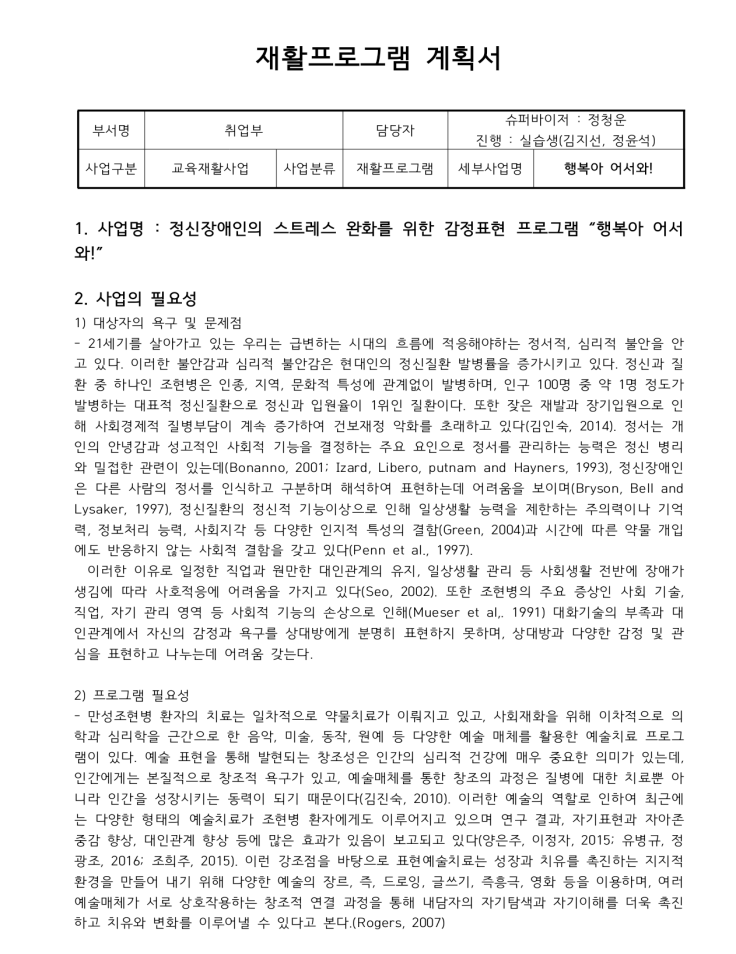 재활프로그램 계획서
부서명 취업부 담당자 슈퍼바이저 : 정청운
진행 : 실습생(김지선, 정윤석)
사업구분 교육재활사업 사업분류 재활프로그램 세부사업명 행복아 어서와!
1. 사업명 : 정신장애인의 스트레스 완화를 위한 감정표현 프로그램 “행복아 어서
와!”
2. 사업의 필요성
1) 대상자의 욕구 및 문제점
- 21세기를 살아가고 있는 우리는 급변하는 시대의 흐름에 적응해야하는 정서적, 심리적 불안을 안
고 있다. 이러한 불안감과 심리적 불안감은 현대인의 정신질환 발병률을 증가시키고 있다. 정신과 질
환 중 하나인 조현병은 인종, 지역, 문화적 특성에 관계없이 발병하며, 인구 100명 중 약 1명 정도가
발병하는 대표적 정신질환으로 정신과 입원율이 1위인 질환이다. 또한 잦은 재발과 장기입원으로 인
해 사회경제적 질병부담이 계속 증가하여 건보재정 악화를 초래하고 있다(김인숙, 2014). 정서는 개
인의 안녕감과 성고적인 사회적 기능을 결정하는 주요 요인으로 정서를 관리하는 능력은 정신 병리
와 밀접한 관련이 있는데(Bonanno, 2001; Izard, Libero, putnam and Hayners, 1993), 정신장애인
은 다른 사람의 정서를 인식하고 구분하며 해석하여 표현하는데 어려움을 보이며(Bryson, Bell and
Lysaker, 1997), 정신질환의 정신적 기능이상으로 인해 일상생활 능력을 제한하는 주의력이나 기억
력, 정보처리 능력, 사회지각 등 다양한 인지적 특성의 결함(Green, 2004)과 시간에 따른 약물 개입
에도 반응하지 않는 사회적 결함을 갖고 있다(Penn et al., 1997).
이러한 이유로 일정한 직업과 원만한 대인관계의 유지, 일상생활 관리 등 사회생활 전반에 장애가
생김에 따라 사호적응에 어려움을 가지고 있다(Seo, 2002). 또한 조현병의 주요 증상인 사회 기술,
직업, 자기 관리 영역 등 사회적 기능의 손상으로 인해(Mueser et al,. 1991) 대화기술의 부족과 대
인관계에서 자신의 감정과 욕구를 상대방에게 분명히 표현하지 못하며, 상대방과 다양한 감정 및 관
심을 표현하고 나누는데 어려움 갖는다.
2) 프로그램 필요성
- 만성조현병 환자의 치료는 일차적으로 약물치료가 이뤄지고 있고, 사회재화을 위해 이차적으로 의
학과 심리학을 근간으로 한 음악, 미술, 동작, 원예 등 다양한 예술 매체를 활용한 예술치료 프로그
램이 있다. 예술 표현을 통해 발현되는 창조성은 인간의 심리적 건강에 매우 중요한 의미가 있는데,
인간에게는 본질적으로 창조적 욕구가 있고, 예술매체를 통한 창조의 과정은 질병에 대한 치료뿐 아
니라 인간을 성장시키는 동력이 되기 때문이다(김진숙, 2010). 이러한 예술의 역할로 인하여 최근에
는 다양한 형태의 예술치료가 조현병 환자에게도 이루어지고 있으며 연구 결과, 자기표현과 자아존
중감 향상, 대인관계 향상 등에 많은 효과가 있음이 보고되고 있다(양은주, 이정자, 2015; 유병규, 정
광조, 2016; 조희주, 2015). 이런 강조점을 바탕으로 표현예술치료는 성장과 치유를 촉진하는 지지적
환경을 만들어 내기 위해 다양한 예술의 장르, 즉, 드로잉, 글쓰기, 즉흥극, 영화 등을 이용하며, 여러
예술매체가 서로 상호작용하는 창조적 연결 과정을 통해 내담자의 자기탐색과 자기이해를 더욱 촉진
하고 치유와 변화를 이루어낼 수 있다고 본다.(Rogers, 2007)